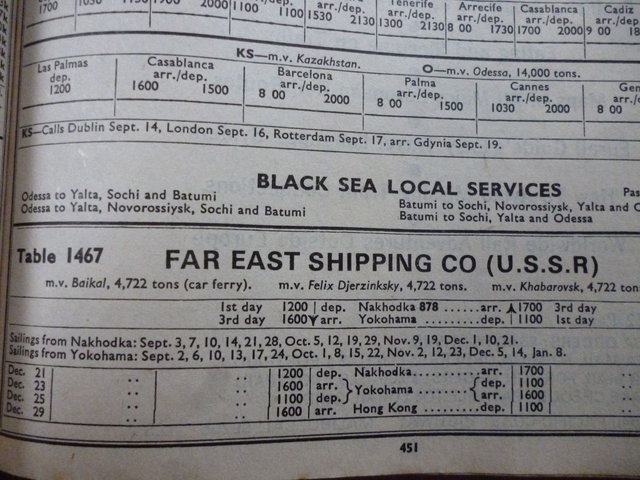 Arrecife Casablanca Cadiz
arr./dep. arr./dep. arr./dep.
1700 1100 1100 1530 2130 1300 2130 8 00 1730 1700 2000 9 00
KS—m.v. Kazakhstan. O—m.v. Odessa, 14,000 tons.
Las Palmas Casablanca Barcelona Palma Cannes
dep. arr./dep. arr./dep. arr./dep. arr./dep.
1200 1600 1500 8 00 2000 8 00 1500 1030 2000 8 00
KS—Calls Dublin Sept. 14, London Sept. 16, Rotterdam Sept. 17, arr. Gdynia Sept. 19.
BLACK SEA LOCAL SERVICES
Odessa to Yalta, Sochi and Batumi Batumi to Sochi, Novorossiysk, Yalta and
Odessa to Yalta, Novorossiysk, Sochi and Batumi Batumi to Sochi, Yalta and Odessa
Table 1467 FAR EAST SHIPPING CO (U.S.S.R)
m.v. Baikal, 4,722 tons (car ferry). m.v. Felix Djerzinksky, 4,722 tons. m.v. Khabarovsk, 4,722
1st day 1200 dep. Nakhodka 878 ...... arr. 1700 3rd day
3rd day 1600 arr. Yokohama ............ dep. 1100 1st day
Sailings from Nakhodka: Sept. 3, 7, 10, 14, 21, 28, Oct. 5, 12, 19, 29, Nov. 9, 19, Dec. 1, 10, 21.
Sailings from Yokohama: Sept. 2, 6, 10, 13, 17, 24, Oct. 1, 8, 15, 22, Nov. 2, 12, 23, Dec. 5, 14, Jan. 8.
Dec. 21 .. .. 1200 dep. Nakhodka ............ arr. 1700
Dec. 23 .. .. 1600 arr. } Yokohama ........ { dep. 1100
Dec. 25 .. .. 1100 dep. } { arr. 1600
Dec. 29 .. .. 1600 arr. Hong Kong ............ dep. 1100
451